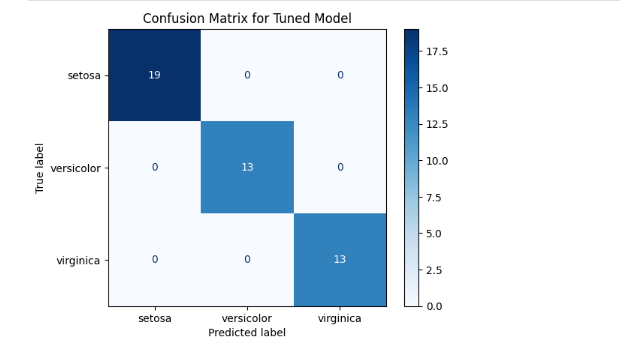 Confusion Matrix for Tuned Model
setosa 19 0 0
versicolor 0 13 0
virginica 0 0 13
True label
setosa versicolor virginica
Predicted label
17.5
15.0
12.5
10.0
7.5
5.0
2.5
0.0